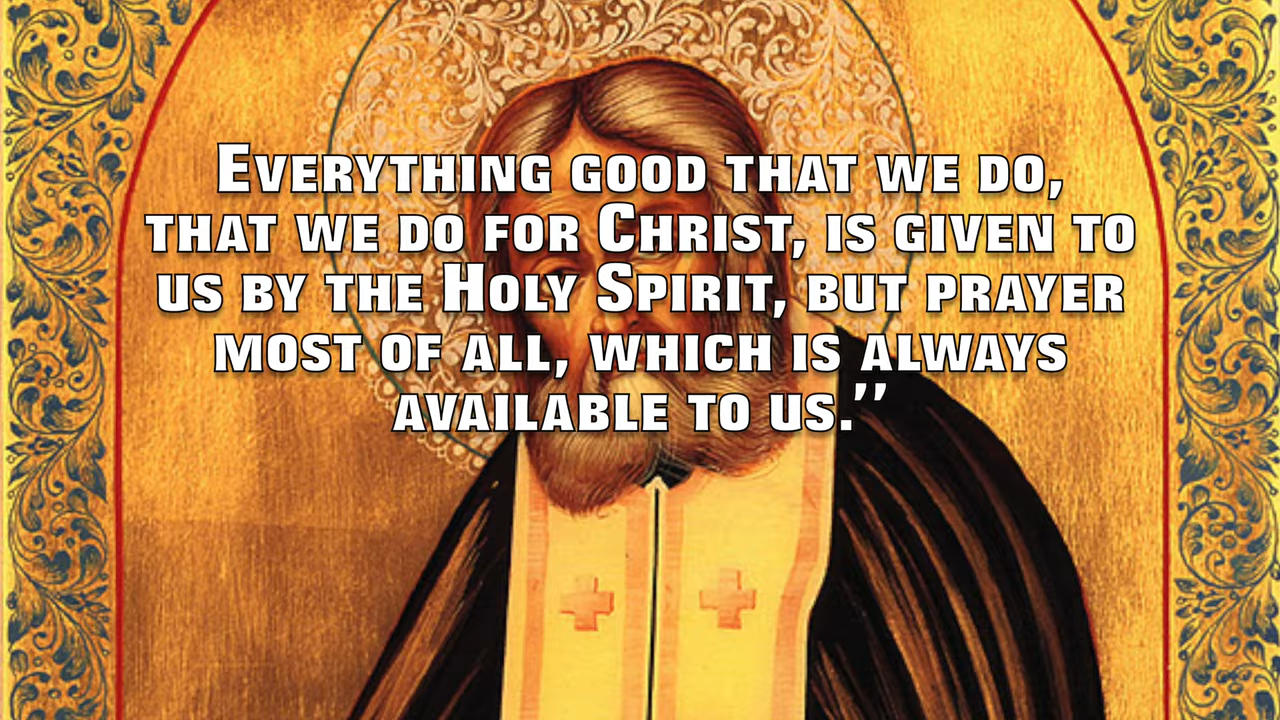 Everything good that we do,
that we do for Christ, is given to
us by the Holy Spirit, but prayer
most of all, which is always
available to us.’’